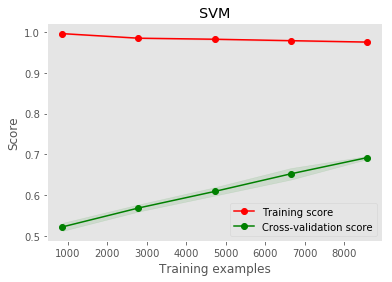 SVM
1.0
0.9
0.8
0.7
0.6
0.5
Score
Training score
Cross-validation score
1000 2000 3000 4000 5000 6000 7000 8000
Training examples